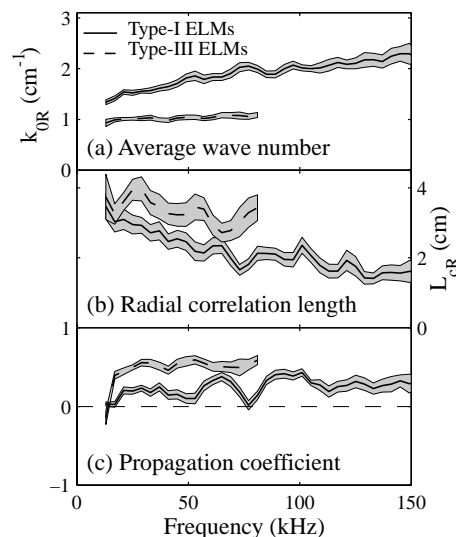 3
Type-I ELMs
Type-III ELMs
2
1
k0R (cm-1)
(a) Average wave number
0
4
2
LcR (cm)
(b) Radial correlation length
0
1
0
(c) Propagation coefficient
−1
0 50 100 150
Frequency (kHz)